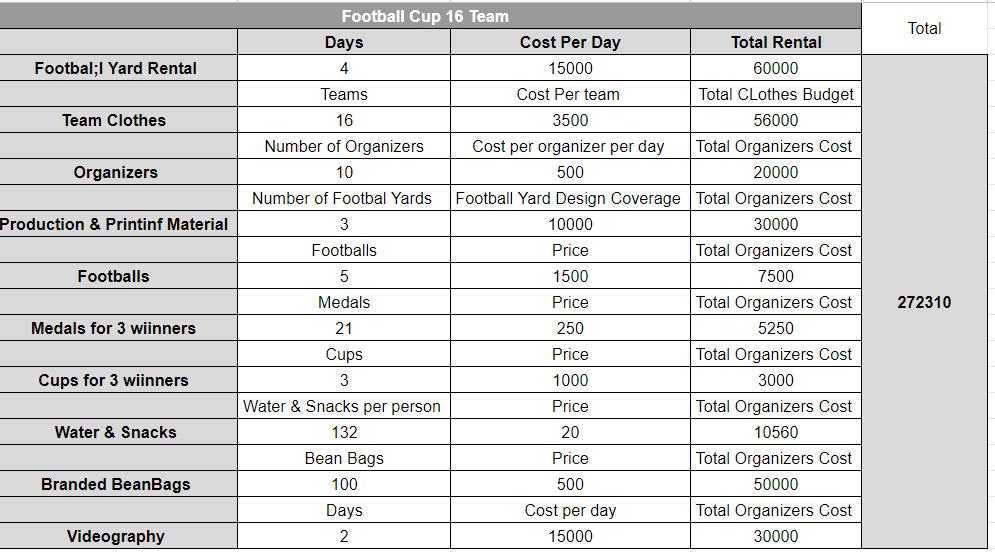 Football Cup 16 Team
Total
Days Cost Per Day Total Rental
Footbal;l Yard Rental 4 15000 60000
Teams Cost Per team Total CLothes Budget
Team Clothes 16 3500 56000
Number of Organizers Cost per organizer per day Total Organizers Cost
Organizers 10 500 20000
Number of Footbal Yards Football Yard Design Coverage Total Organizers Cost
Production & Printinf Material 3 10000 30000
Footballs Price Total Organizers Cost
Footballs 5 1500 7500
Medals Price Total Organizers Cost
272310
Medals for 3 wiinners 21 250 5250
Cups Price Total Organizers Cost
Cups for 3 wiinners 3 1000 3000
Water & Snacks per person Price Total Organizers Cost
Water & Snacks 132 20 10560
Bean Bags Price Total Organizers Cost
Branded BeanBags 100 500 50000
Days Cost per day Total Organizers Cost
Videography 2 15000 30000